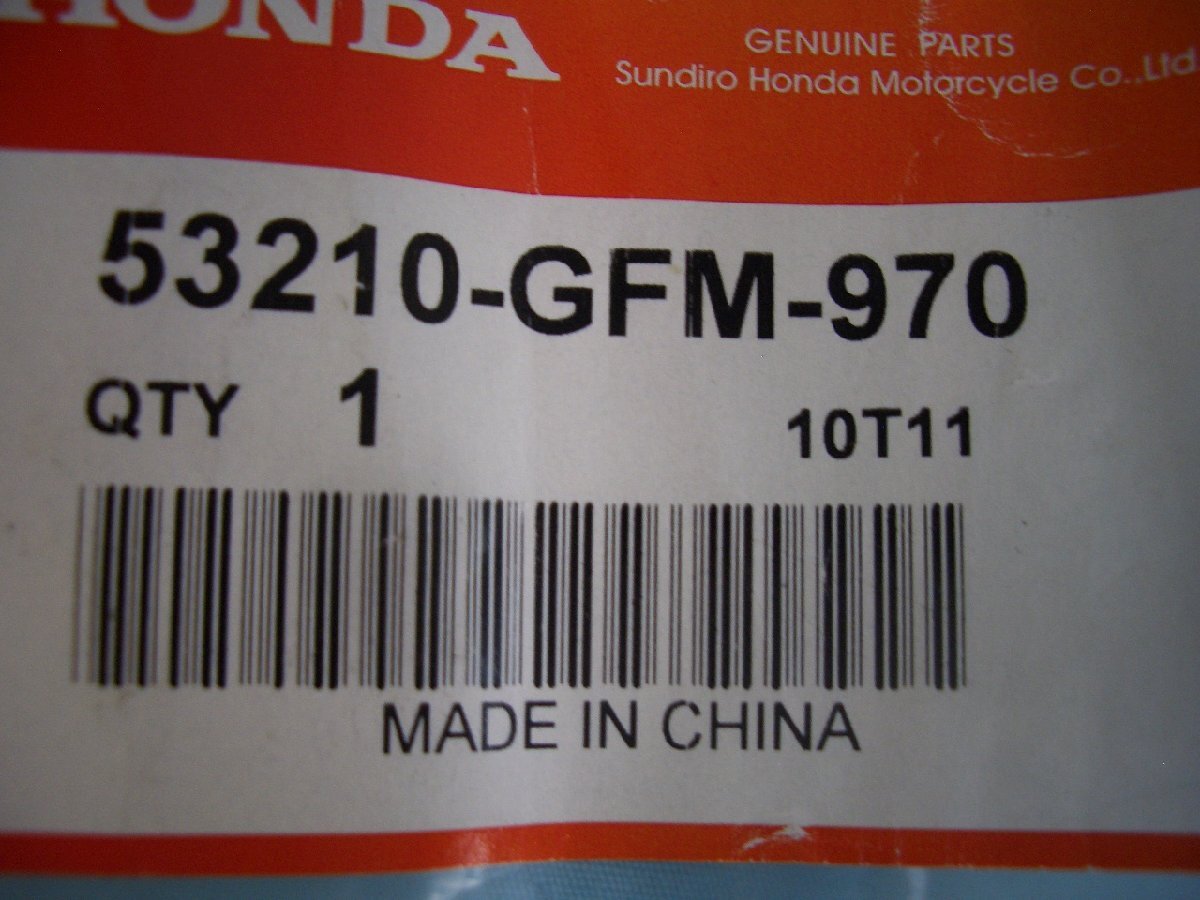 HONDA
GENUINE PARTS
Sundiro Honda Motorcycle Co.,Ltd.
53210-GFM-970
QTY 1 10T11
MADE IN CHINA